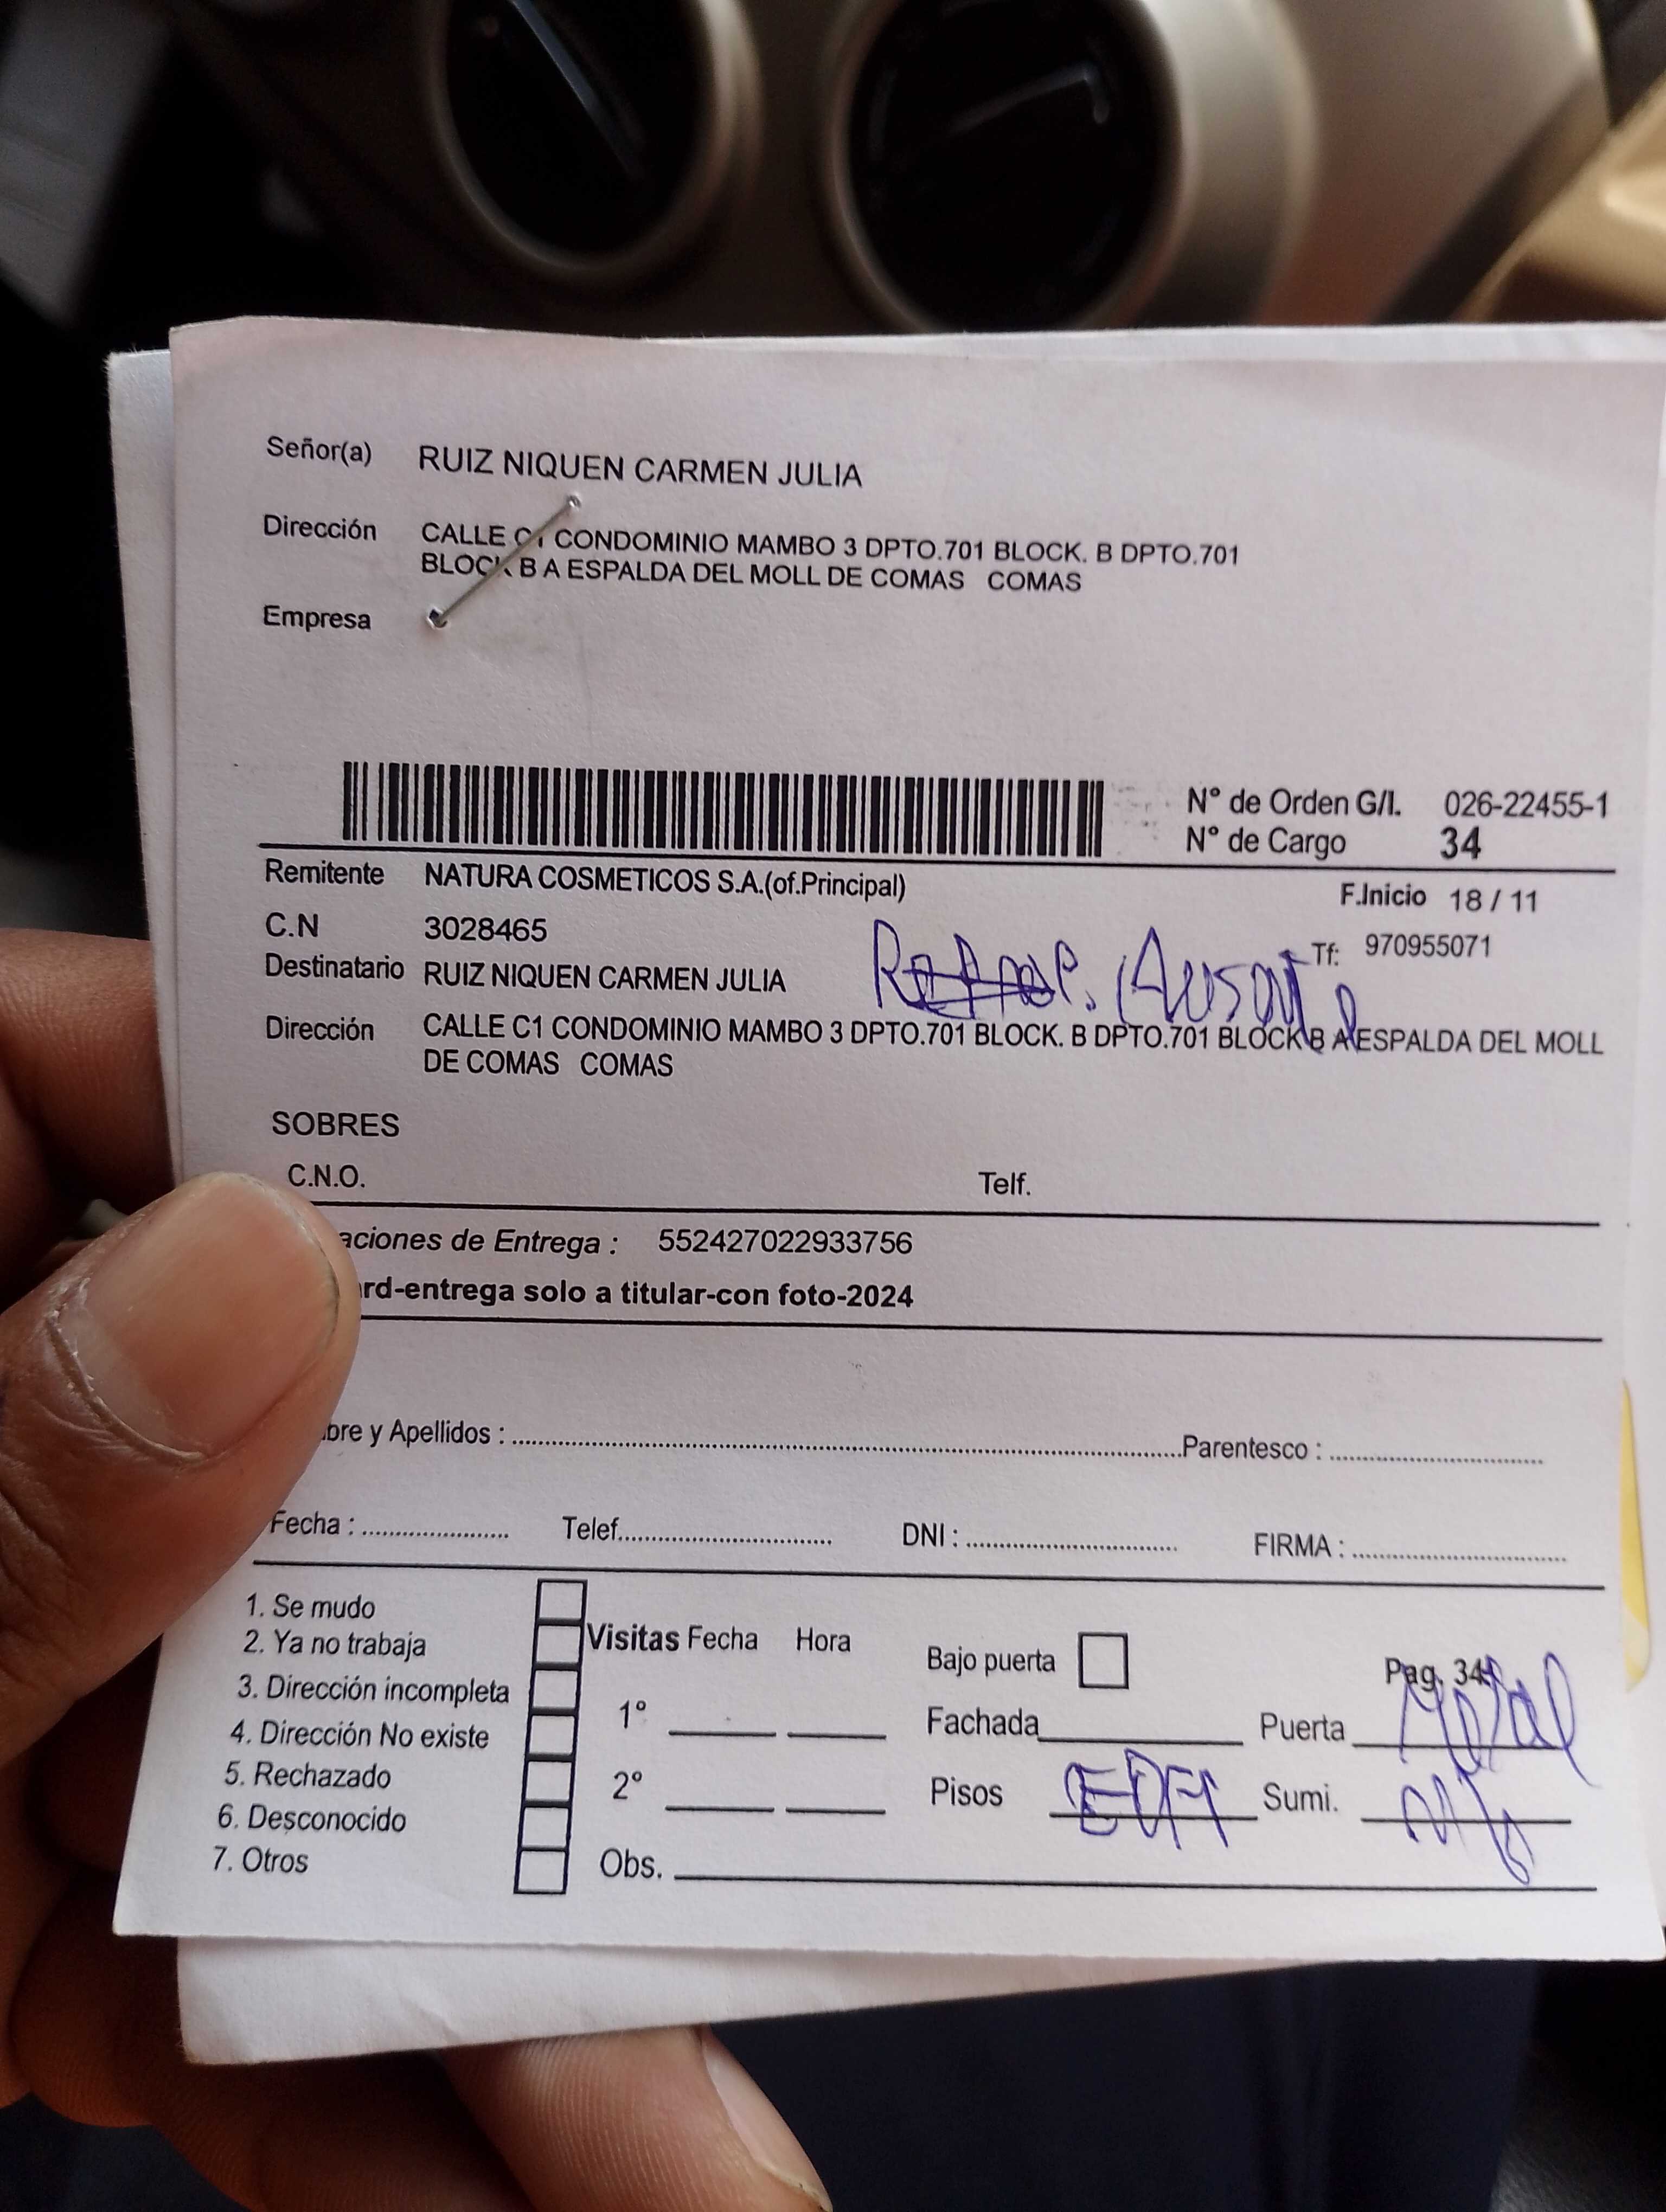 Señor(a) RUIZ NIQUEN CARMEN JULIA
Dirección CALLE C1 CONDOMINIO MAMBO 3 DPTO.701 BLOCK. B DPTO.701
BLOCK B A ESPALDA DEL MOLL DE COMAS COMAS
Empresa
N° de Orden G/I. 026-22455-1
N° de Cargo 34
Remitente NATURA COSMETICOS S.A.(of.Principal)
F.Inicio 18 / 11
C.N 3028465
Tf: 970955071
Destinatario RUIZ NIQUEN CARMEN JULIA
Dirección CALLE C1 CONDOMINIO MAMBO 3 DPTO.701 BLOCK. B DPTO.701 BLOCK B A ESPALDA DEL MOLL
DE COMAS COMAS
SOBRES
C.N.O. Telf.
aciones de Entrega : 552427022933756
rd-entrega solo a titular-con foto-2024
bre y Apellidos : Parentesco :
Fecha : Telef. DNI : FIRMA :
1. Se mudo
2. Ya no trabaja
3. Dirección incompleta
4. Dirección No existe
5. Rechazado
6. Desconocido
7. Otros
Visitas Fecha Hora
1°
2°
Obs.
Bajo puerta
Pag. 34
Fachada Puerta
Pisos Sumi.